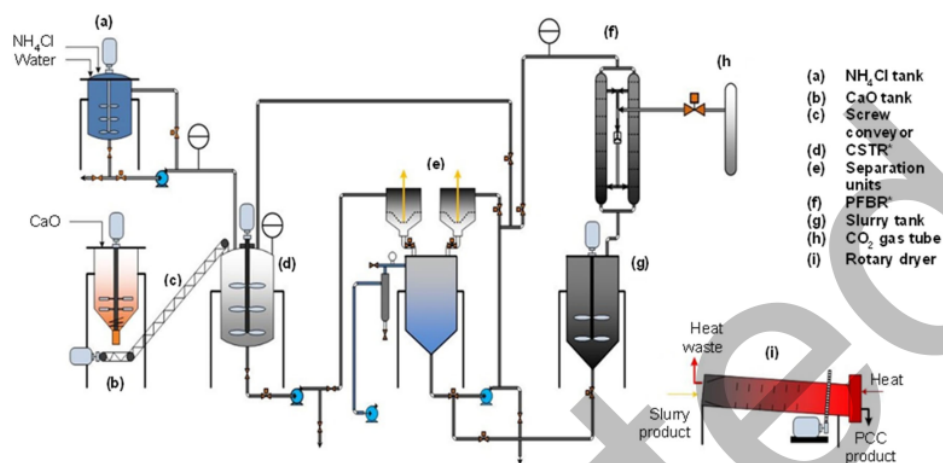 (a)
NH₄Cl
Water
CaO
(c)
(b)
(d)
(e)
(f)
(h
(g)
(i)
Heat
waste
Heat
Slurry
product
PCC
product
(a) NH₄Cl tank
(b) CaO tank
(c) Screw
conveyor
(d) CSTR*
(e) Separation
units
(f) PFBR*
(g) Slurry tank
(h) CO₂ gas tube
(i) Rotary dryer